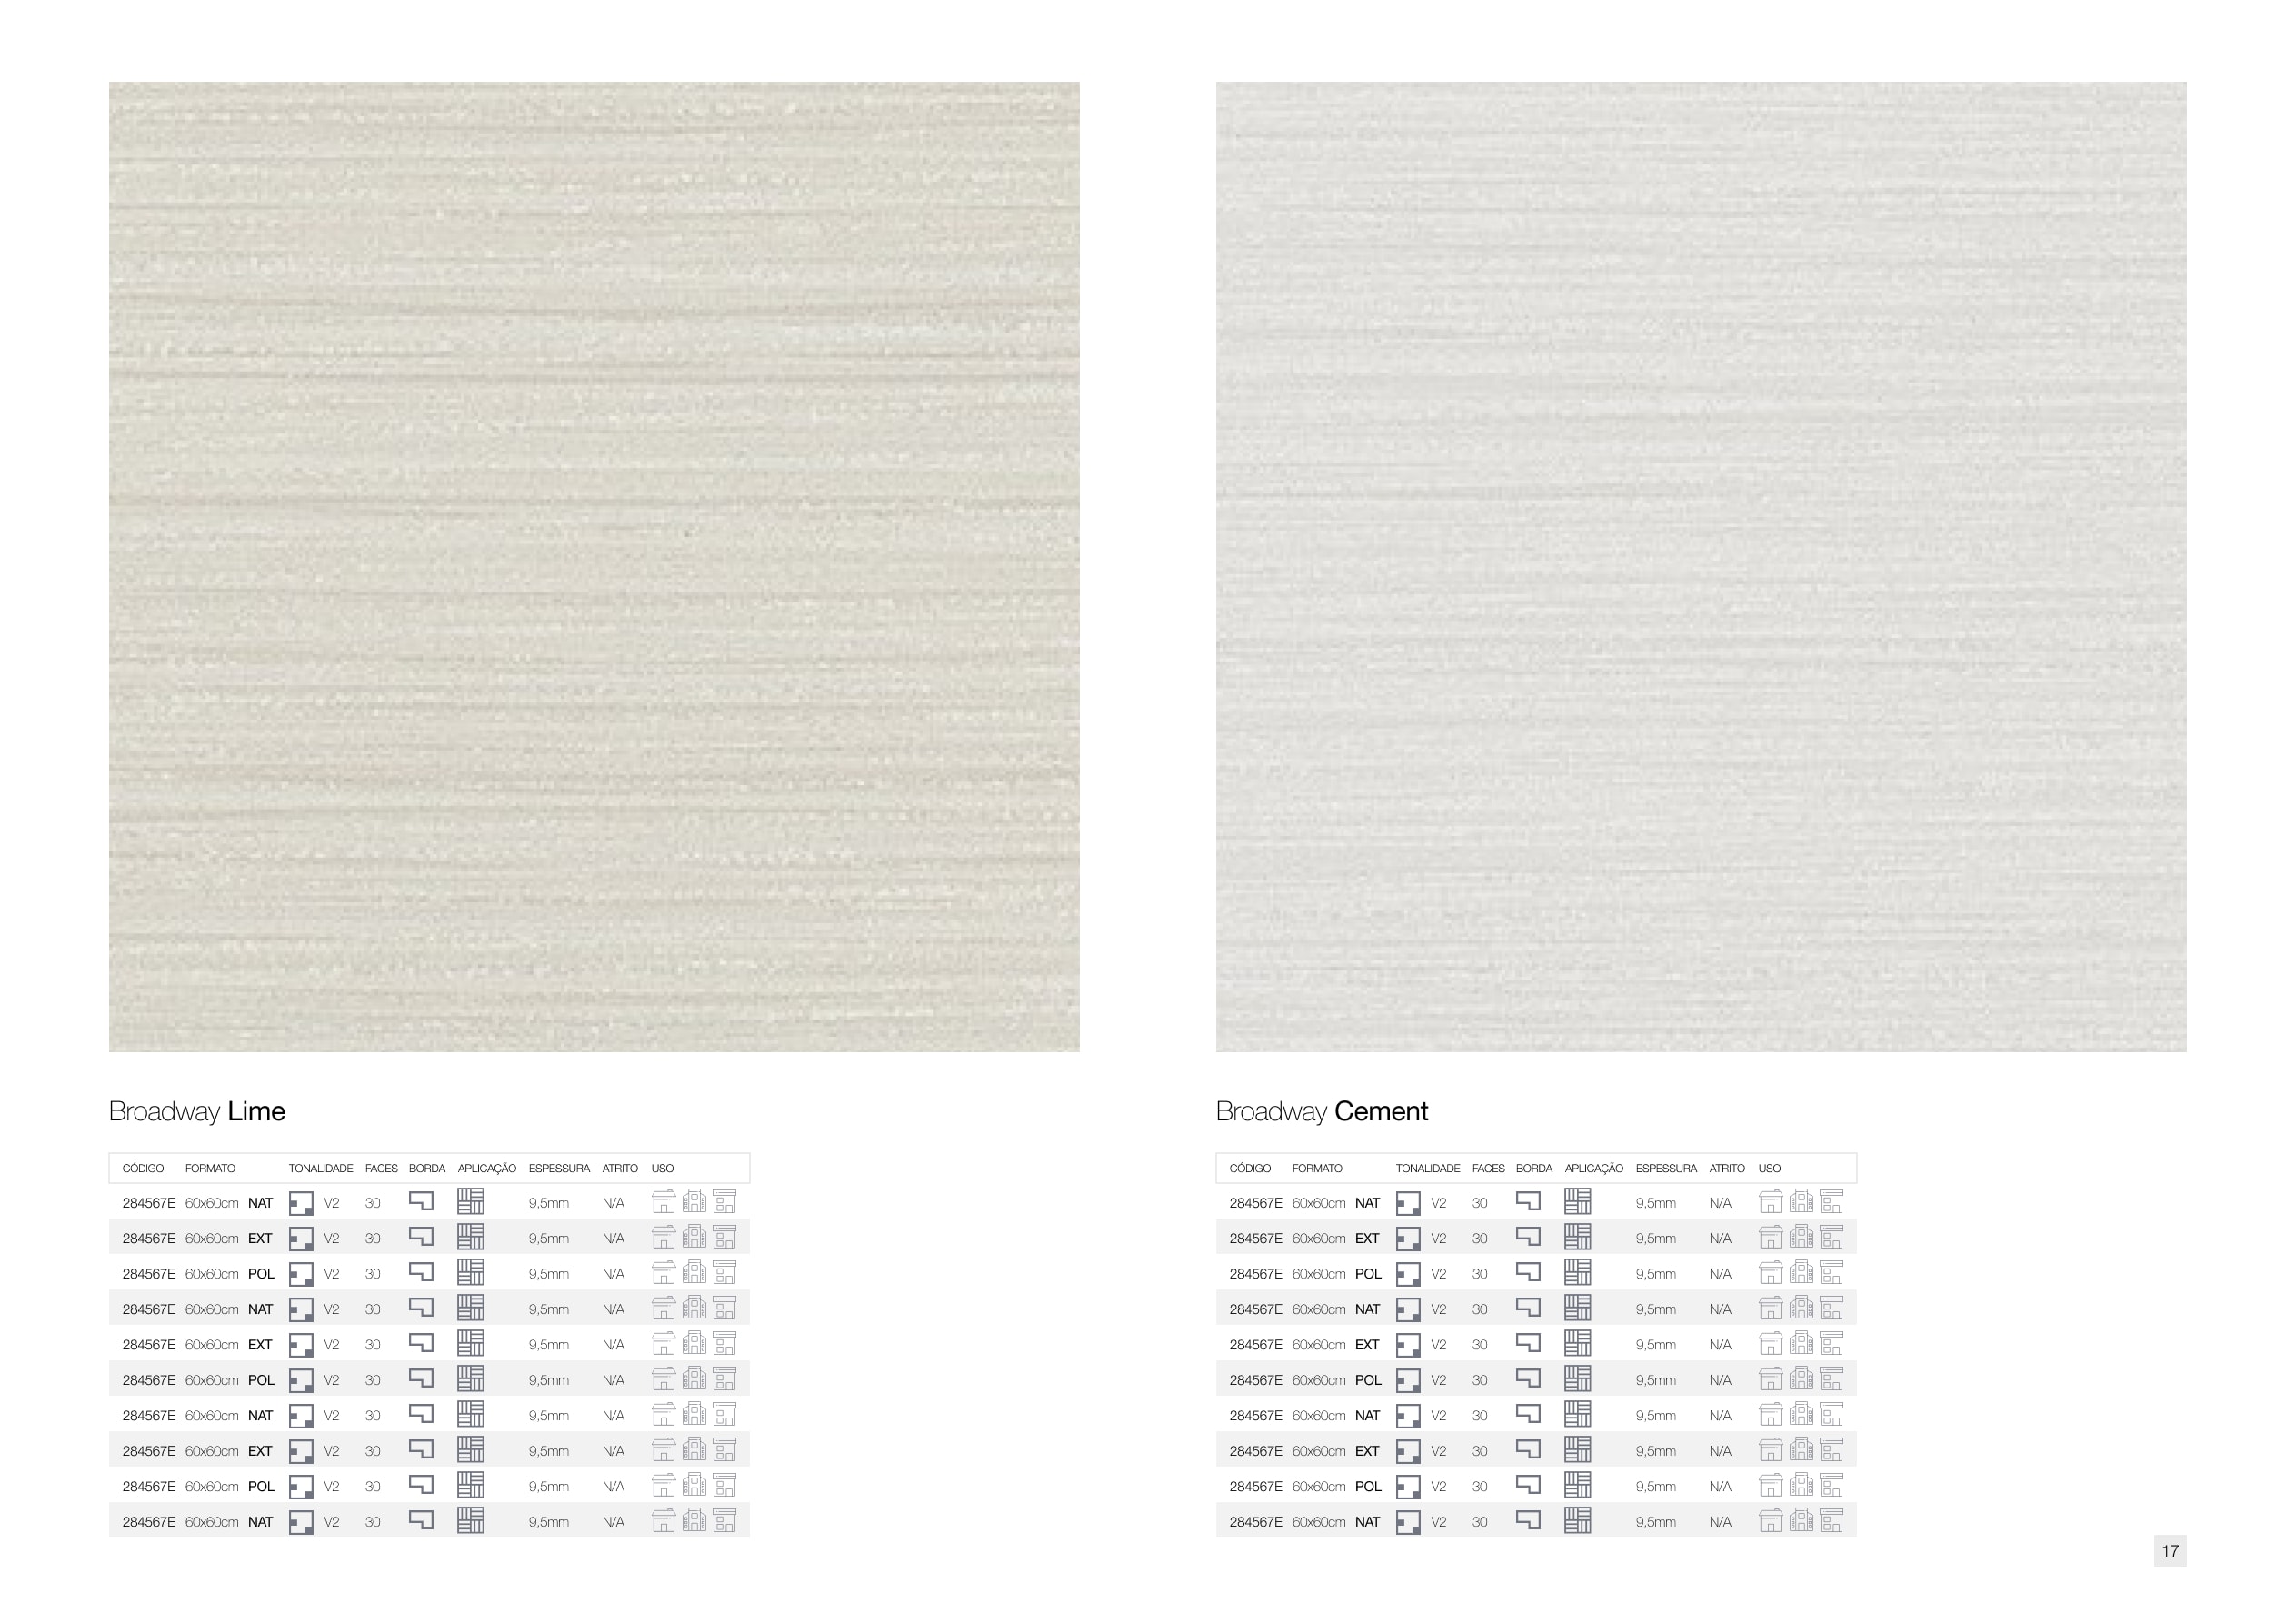 Broadway Lime
CÓDIGO FORMATO TONALIDADE FACES BORDA APLICAÇÃO ESPESSURA ATRITO USO
284567E 60x60cm NAT V2 30 9,5mm N/A
284567E 60x60cm EXT V2 30 9,5mm N/A
284567E 60x60cm POL V2 30 9,5mm N/A
284567E 60x60cm NAT V2 30 9,5mm N/A
284567E 60x60cm EXT V2 30 9,5mm N/A
284567E 60x60cm POL V2 30 9,5mm N/A
284567E 60x60cm NAT V2 30 9,5mm N/A
284567E 60x60cm EXT V2 30 9,5mm N/A
284567E 60x60cm POL V2 30 9,5mm N/A
284567E 60x60cm NAT V2 30 9,5mm N/A
Broadway Cement
CÓDIGO FORMATO TONALIDADE FACES BORDA APLICAÇÃO ESPESSURA ATRITO USO
284567E 60x60cm NAT V2 30 9,5mm N/A
284567E 60x60cm EXT V2 30 9,5mm N/A
284567E 60x60cm POL V2 30 9,5mm N/A
284567E 60x60cm NAT V2 30 9,5mm N/A
284567E 60x60cm EXT V2 30 9,5mm N/A
284567E 60x60cm POL V2 30 9,5mm N/A
284567E 60x60cm NAT V2 30 9,5mm N/A
284567E 60x60cm EXT V2 30 9,5mm N/A
284567E 60x60cm POL V2 30 9,5mm N/A
284567E 60x60cm NAT V2 30 9,5mm N/A
17